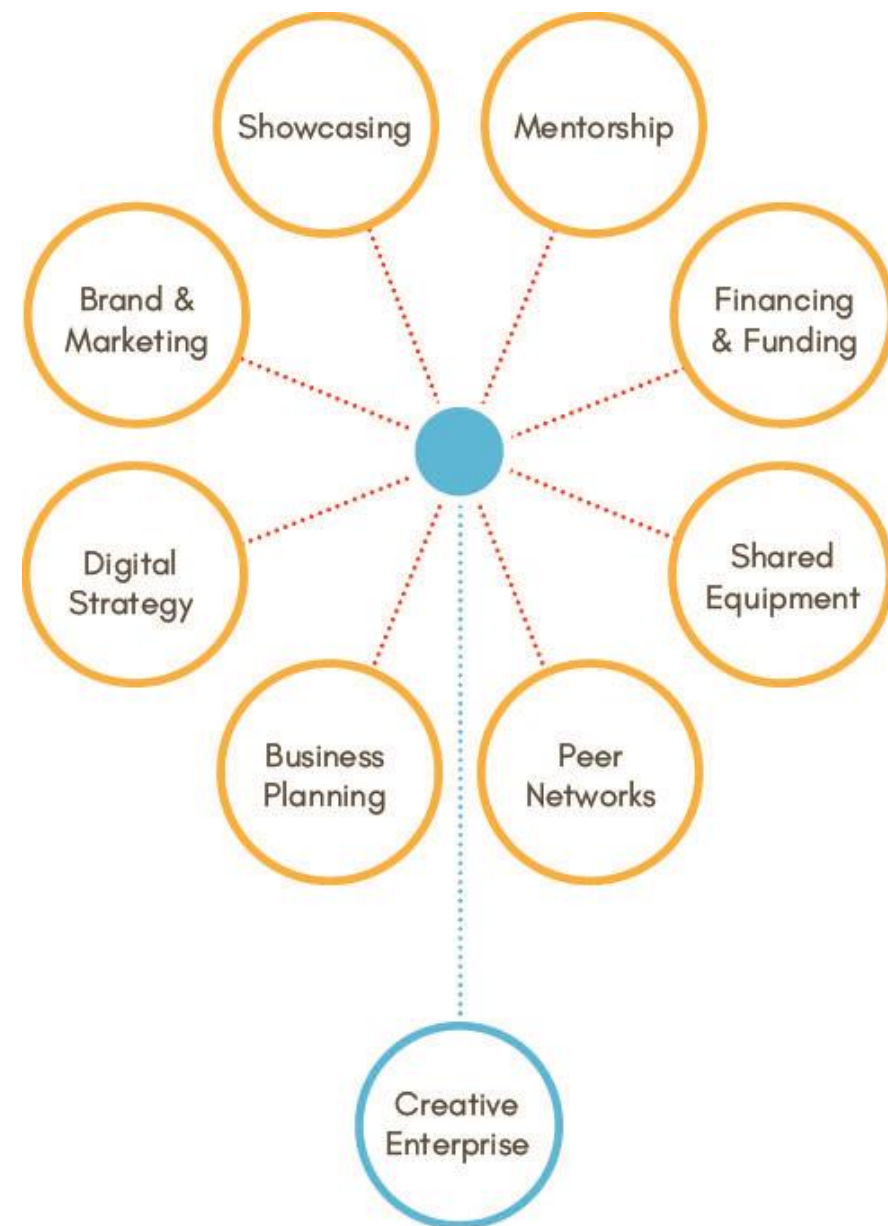 Showcasing
Mentorship
Brand &
Marketing
Financing
& Funding
Digital
Strategy
Shared
Equipment
Business
Planning
Peer
Networks
Creative
Enterprise